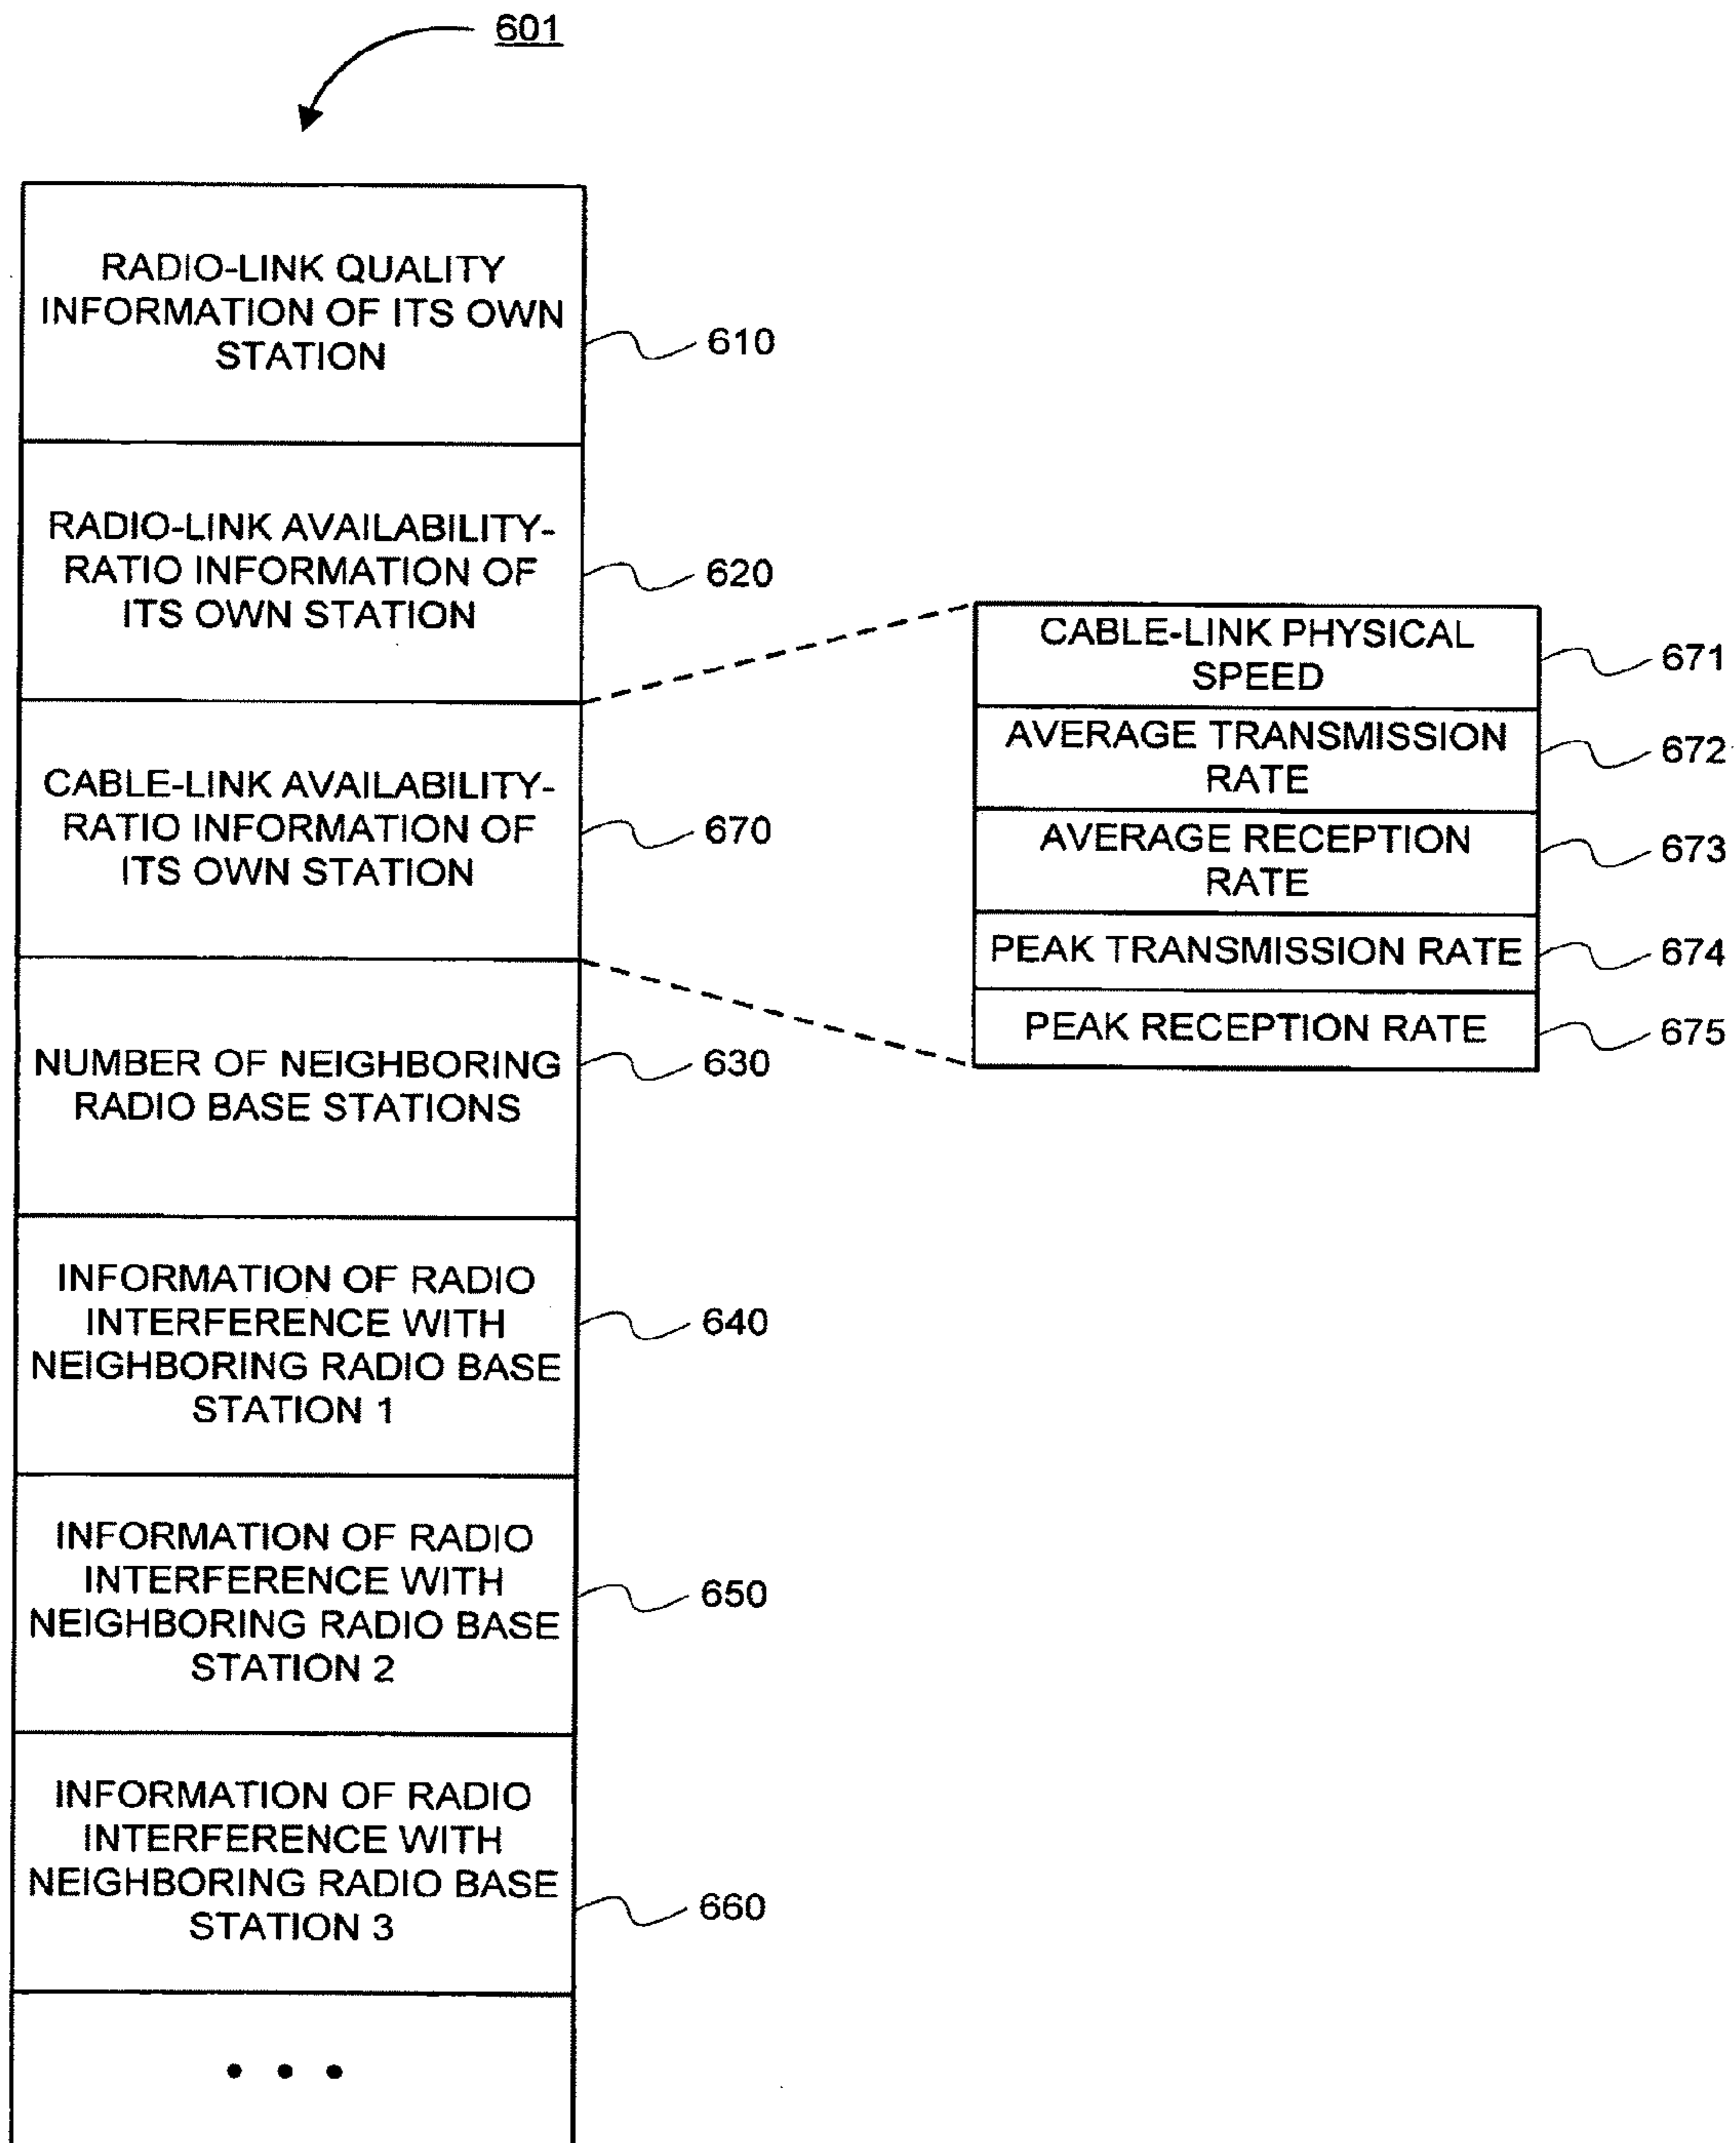 601
RADIO-LINK QUALITY
INFORMATION OF ITS OWN
STATION
610
RADIO-LINK AVAILABILITY-
RATIO INFORMATION OF
ITS OWN STATION
620
CABLE-LINK AVAILABILITY-
RATIO INFORMATION OF
ITS OWN STATION
670
CABLE-LINK PHYSICAL
SPEED
671
AVERAGE TRANSMISSION
RATE
672
AVERAGE RECEPTION
RATE
673
PEAK TRANSMISSION RATE
674
PEAK RECEPTION RATE
675
NUMBER OF NEIGHBORING
RADIO BASE STATIONS
630
INFORMATION OF RADIO
INTERFERENCE WITH
NEIGHBORING RADIO BASE
STATION 1
640
INFORMATION OF RADIO
INTERFERENCE WITH
NEIGHBORING RADIO BASE
STATION 2
650
INFORMATION OF RADIO
INTERFERENCE WITH
NEIGHBORING RADIO BASE
STATION 3
660
• • •